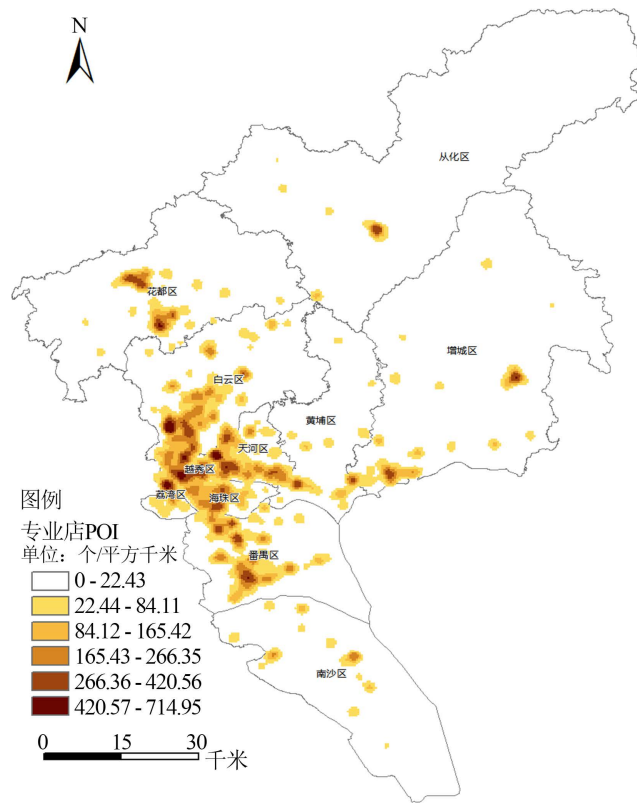 N
从化区
花都区
增城区
白云区
黄埔区
天河区
越秀区
荔湾区
海珠区
番禺区
南沙区
图例
专业店POI
单位：个/平方千米
0 - 22.43
22.44 - 84.11
84.12 - 165.42
165.43 - 266.35
266.36 - 420.56
420.57 - 714.95
0 15 30
千米